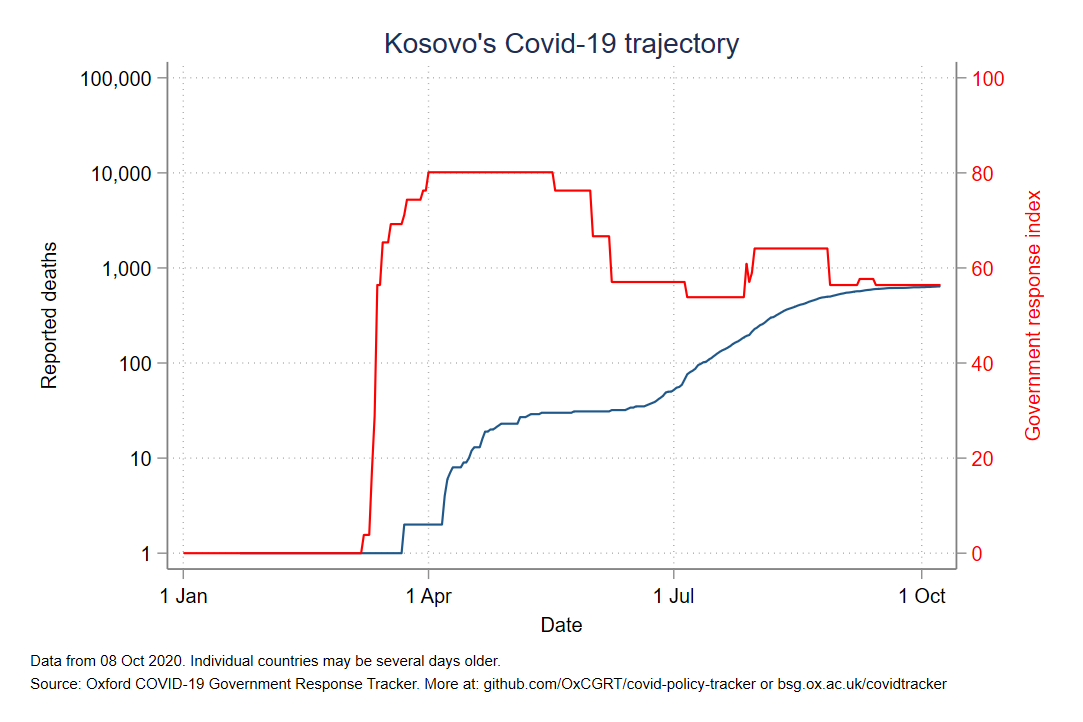 Kosovo's Covid-19 trajectory
100,000
10,000
1,000
100
10
1
Reported deaths
100
80
60
40
20
0
Government response index
1 Jan
1 Apr
1 Jul
1 Oct
Date
Data from 08 Oct 2020. Individual countries may be several days older.
Source: Oxford COVID-19 Government Response Tracker. More at: github.com/OxCGRT/covid-policy-tracker or bsg.ox.ac.uk/covidtracker